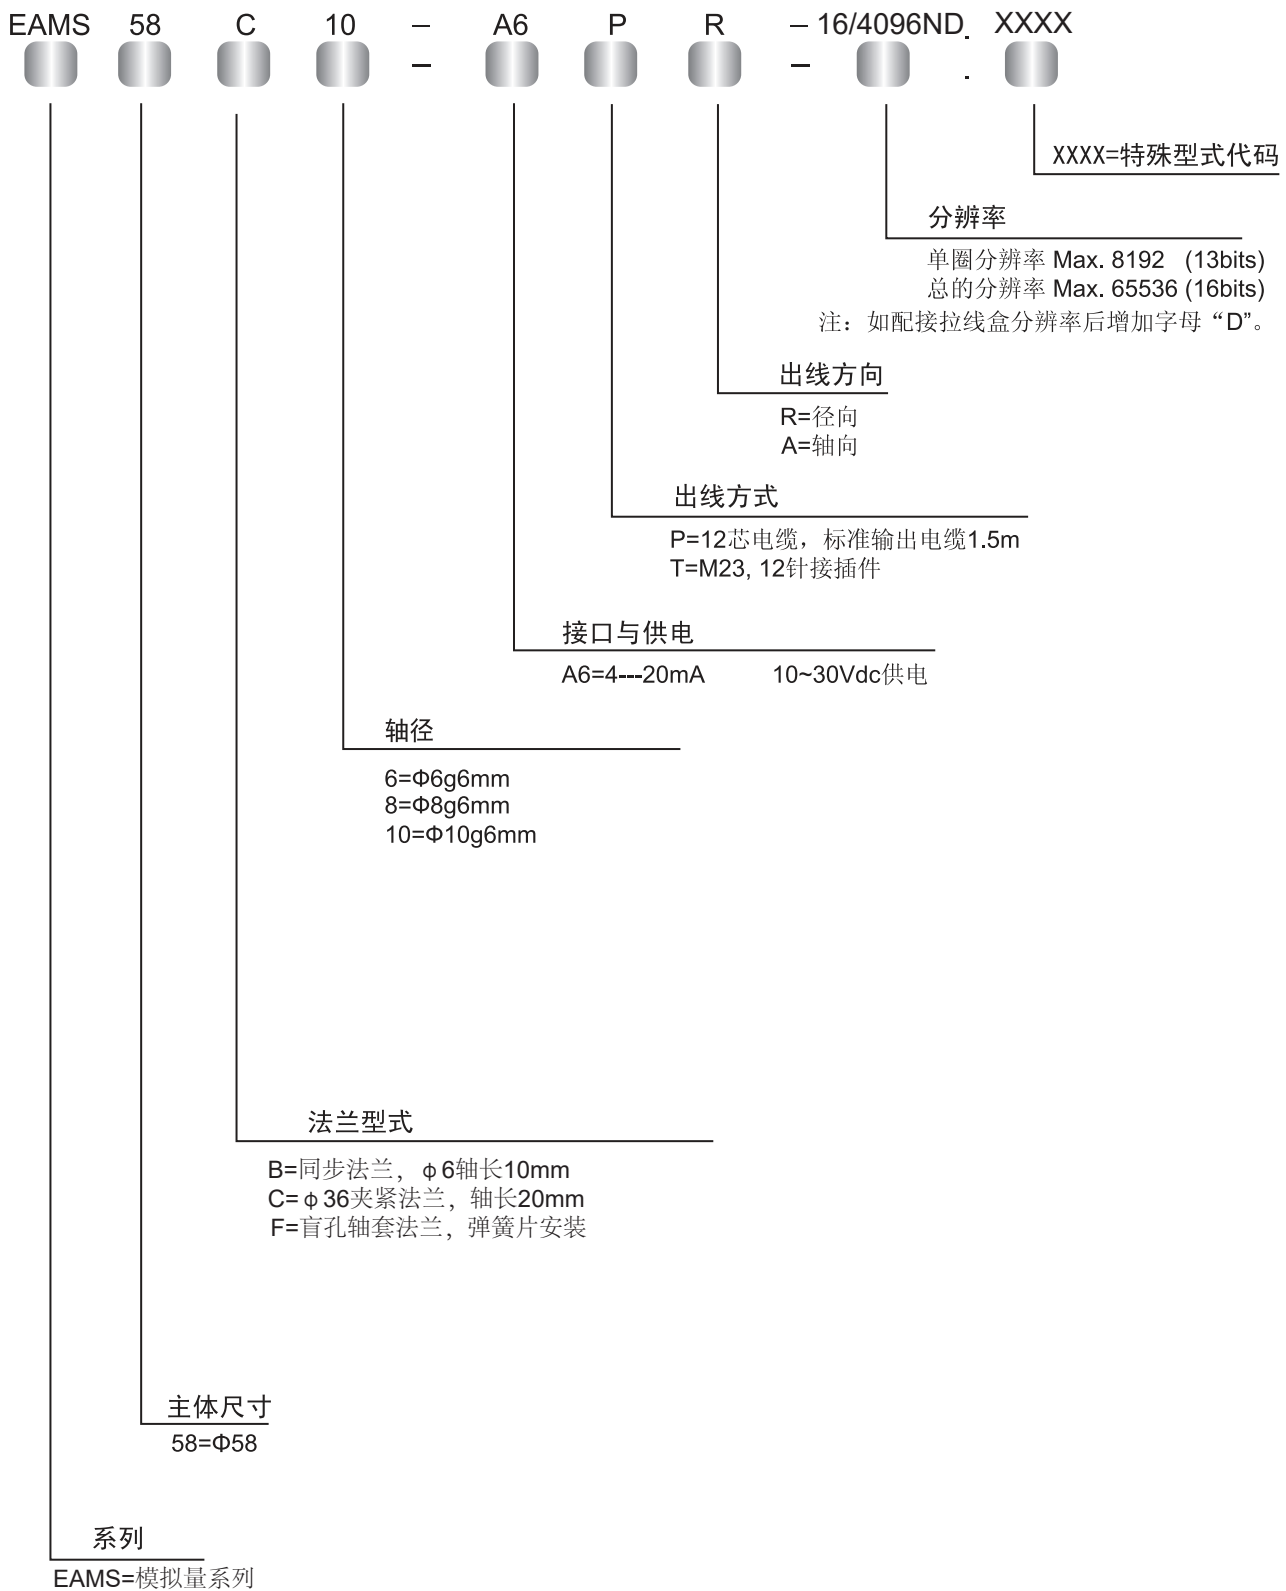 EAMS 58 C 10 – A6 P R – 16/4096ND. XXXX
– – .
XXXX=特殊型式代码
分辨率
单圈分辨率 Max. 8192 (13bits)
总的分辨率 Max. 65536 (16bits)
注：如配接拉线盒分辨率后增加字母“D”。
出线方向
R=径向
A=轴向
出线方式
P=12芯电缆，标准输出电缆1.5m
T=M23, 12针接插件
接口与供电
A6=4---20mA 10~30Vdc供电
轴径
6=Φ6g6mm
8=Φ8g6mm
10=Φ10g6mm
法兰型式
B=同步法兰，φ6轴长10mm
C=φ36夹紧法兰，轴长20mm
F=盲孔轴套法兰，弹簧片安装
主体尺寸
58=Φ58
系列
EAMS=模拟量系列